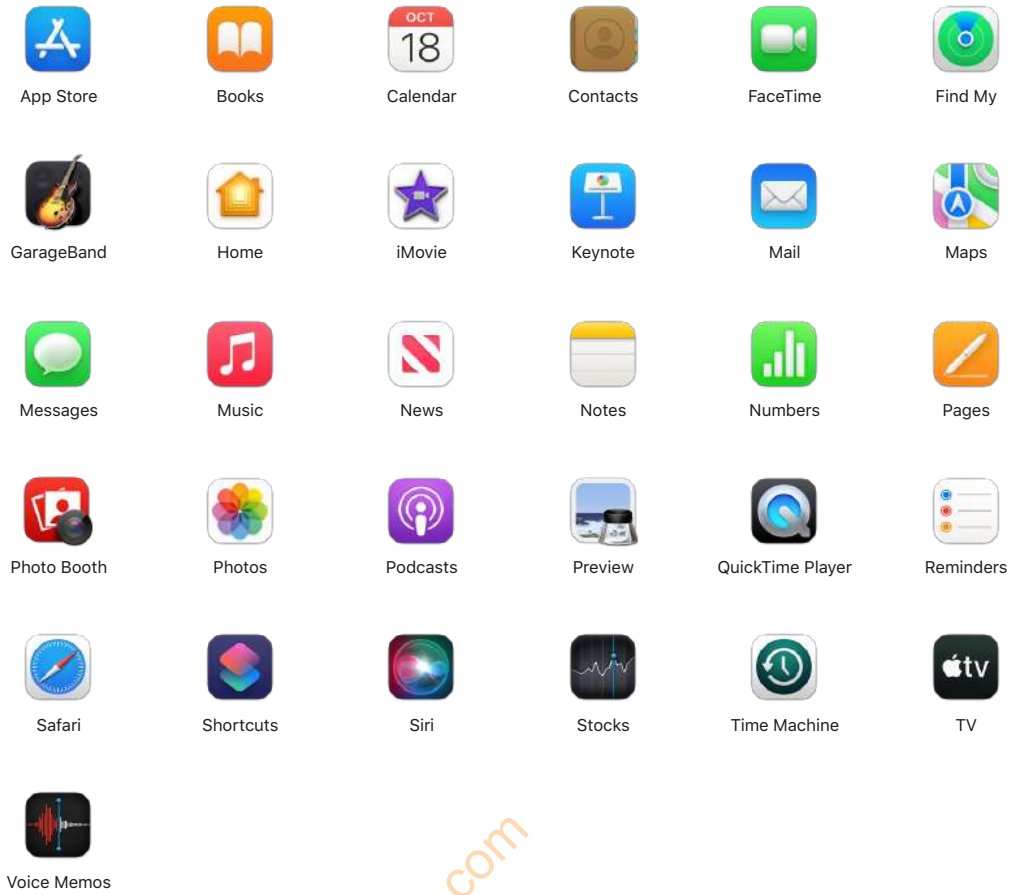 OCT
18
App Store
Books
Calendar
Contacts
FaceTime
Find My
GarageBand
Home
iMovie
Keynote
Mail
Maps
Messages
Music
News
Notes
Numbers
Pages
Photo Booth
Photos
Podcasts
Preview
QuickTime Player
Reminders
tv
Safari
Shortcuts
Siri
Stocks
Time Machine
TV
Voice Memos
com